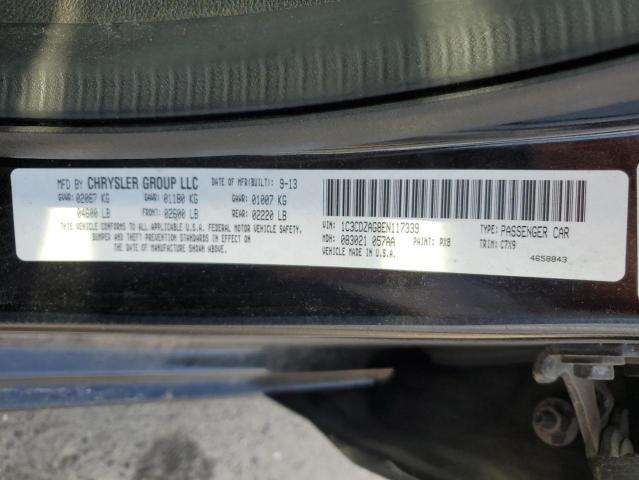 MFD BY CHRYSLER GROUP LLC DATE OF MFR(BUILT): 9-13
GVWR: 02087 KG GAWR: 01180 KG GAWR: 01007 KG
04600 LB FRONT: 02600 LB REAR: 02220 LB
THIS VEHICLE CONFORMS TO ALL APPLICABLE U.S.A. FEDERAL MOTOR VEHICLE SAFETY,
BUMPER AND THEFT PREVENTION STANDARDS IN EFFECT ON
THE DATE OF MANUFACTURE SHOWN ABOVE.
VIN: 1C3CDZAG8EN117339 TYPE: PASSENGER CAR
MDH: 083021 057AA PAINT: PX8 TRIM: C7X9
VEHICLE MADE IN U.S.A. 4658843